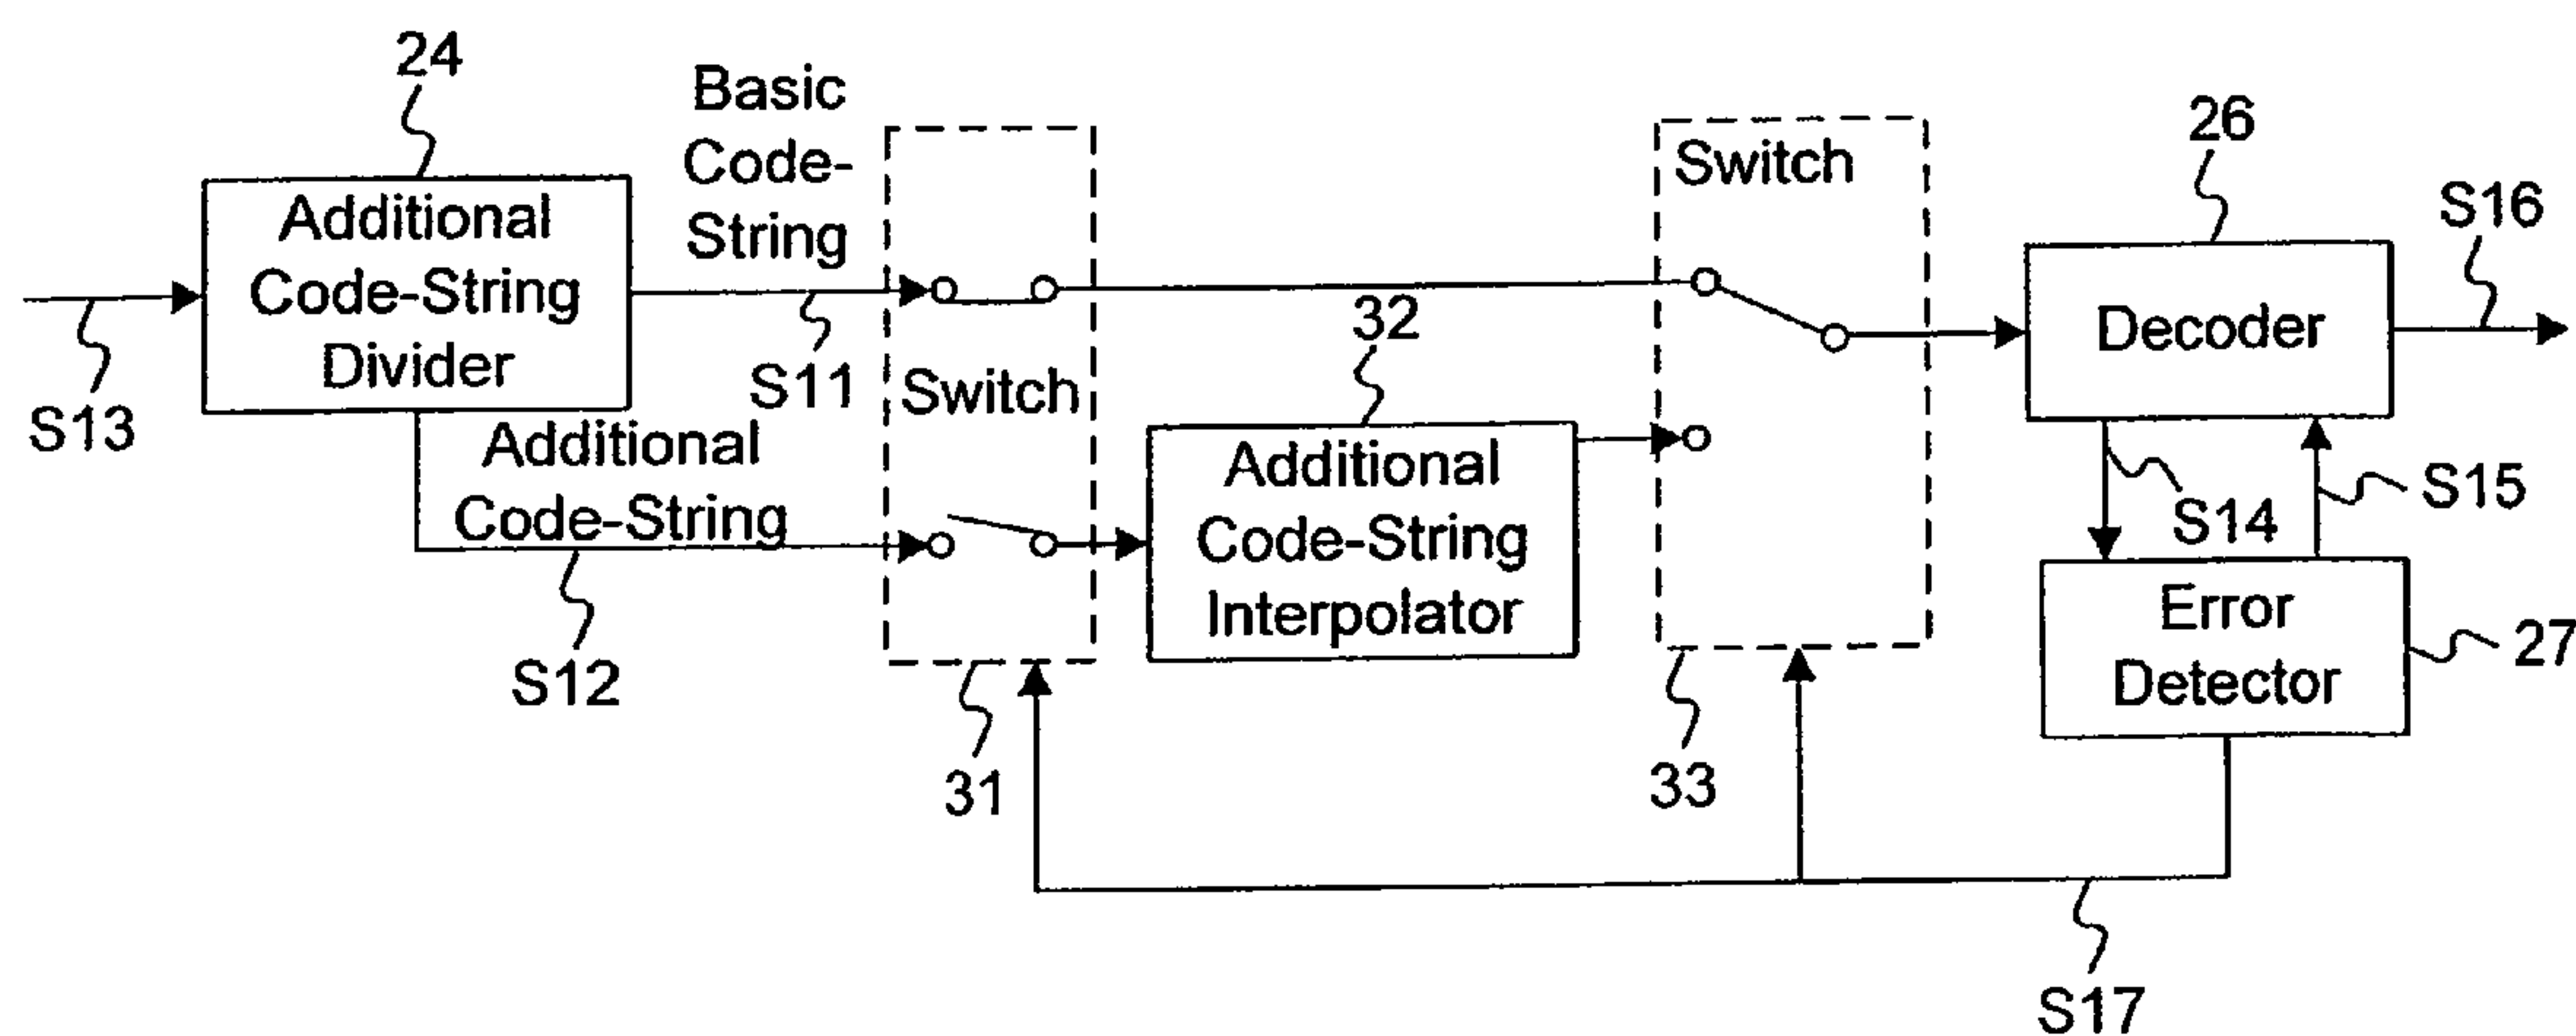 24
Basic
Code-
String
Additional
Code-String
Divider
S13
S11
Additional
Code-String
S12
Switch
31
32
Additional
Code-String
Interpolator
Switch
33
26
Decoder
S16
S14
S15
Error
Detector
27
S17